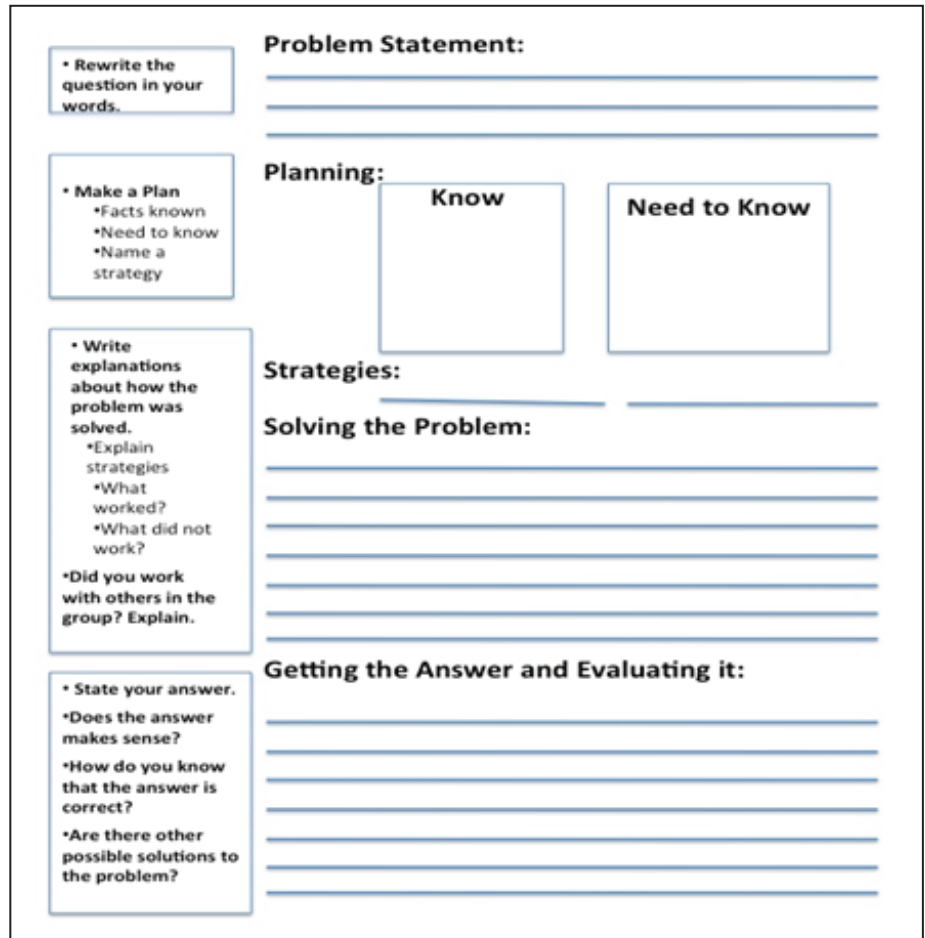 Problem Statement:
• Rewrite the
question in your
words.
Planning:
Know
Need to Know
• Make a Plan
•Facts known
•Need to know
•Name a
strategy
Strategies:
• Write
explanations
about how the
problem was
solved.
•Explain
strategies
•What
worked?
•What did not
work?
•Did you work
with others in the
group? Explain.
Solving the Problem:
Getting the Answer and Evaluating it:
• State your answer.
•Does the answer
makes sense?
•How do you know
that the answer is
correct?
•Are there other
possible solutions to
the problem?